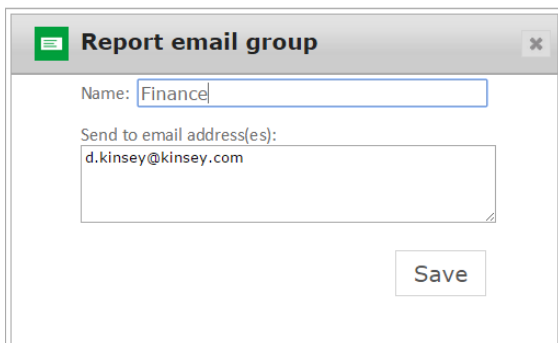 Report email group
Name: Finance
Send to email address(es):
d.kinsey@kinsey.com
Save